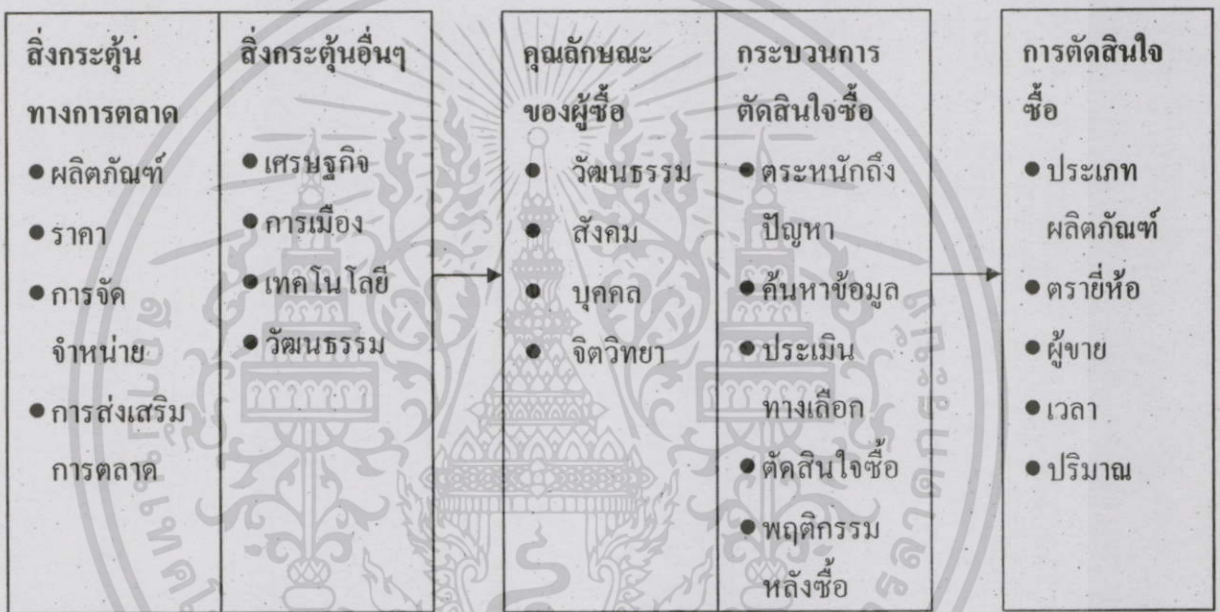 สิ่งกระตุ้น
ทางการตลาด
●ผลิตภัณฑ์
●ราคา
●การจัด
จำหน่าย
●การส่งเสริม
การตลาด
สิ่งกระตุ้นอื่นๆ
●เศรษฐกิจ
●การเมือง
●เทคโนโลยี
●วัฒนธรรม
คุณลักษณะ
ของผู้ซื้อ
● วัฒนธรรม
● สังคม
● บุคคล
● จิตวิทยา
กระบวนการ
ตัดสินใจซื้อ
●ตระหนักถึง
ปัญหา
●ค้นหาข้อมูล
●ประเมิน
ทางเลือก
●ตัดสินใจซื้อ
●พฤติกรรม
หลังซื้อ
การตัดสินใจ
ซื้อ
●ประเภท
ผลิตภัณฑ์
●ตรายี่ห้อ
●ผู้ขาย
●เวลา
●ปริมาณ